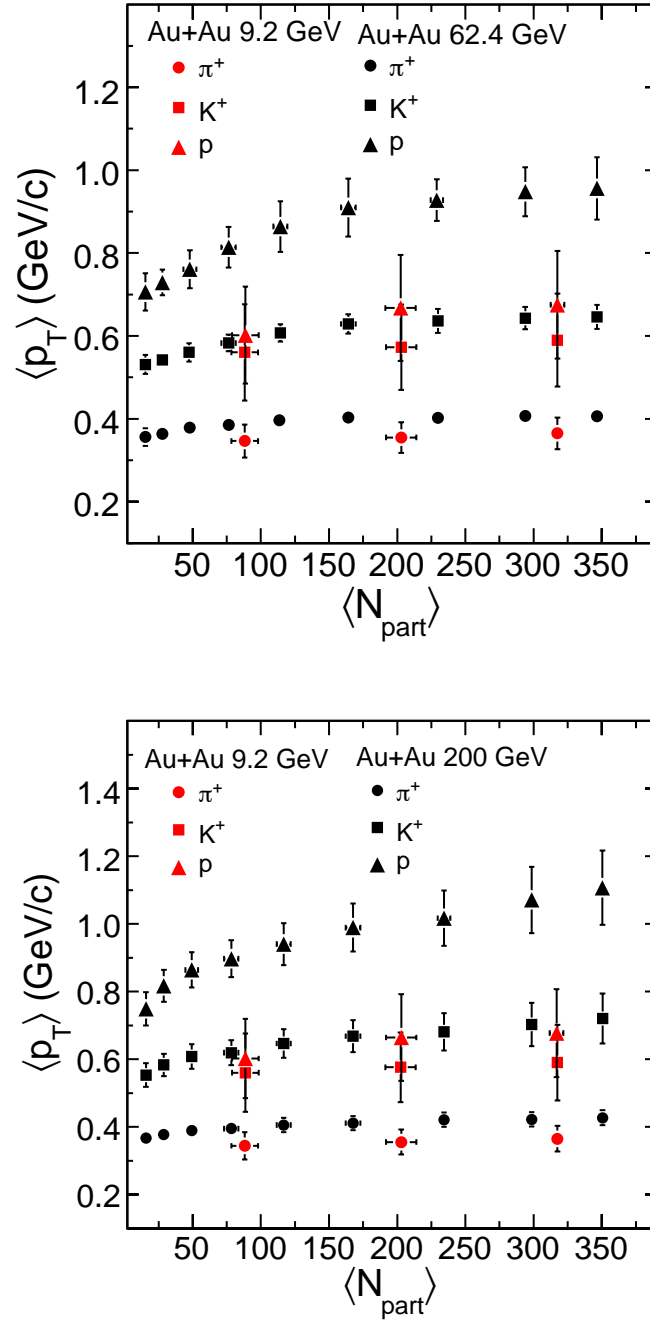 Au+Au 9.2 GeV Au+Au 62.4 GeV
π+ π+
K+ K+
p p
1.2
1.0
0.8
0.6
0.4
0.2
⟨pT⟩ (GeV/c)
50 100 150 200 250 300 350
⟨Npart⟩
Au+Au 9.2 GeV Au+Au 200 GeV
π+ π+
K+ K+
p p
1.4
1.2
1.0
0.8
0.6
0.4
0.2
⟨pT⟩ (GeV/c)
50 100 150 200 250 300 350
⟨Npart⟩